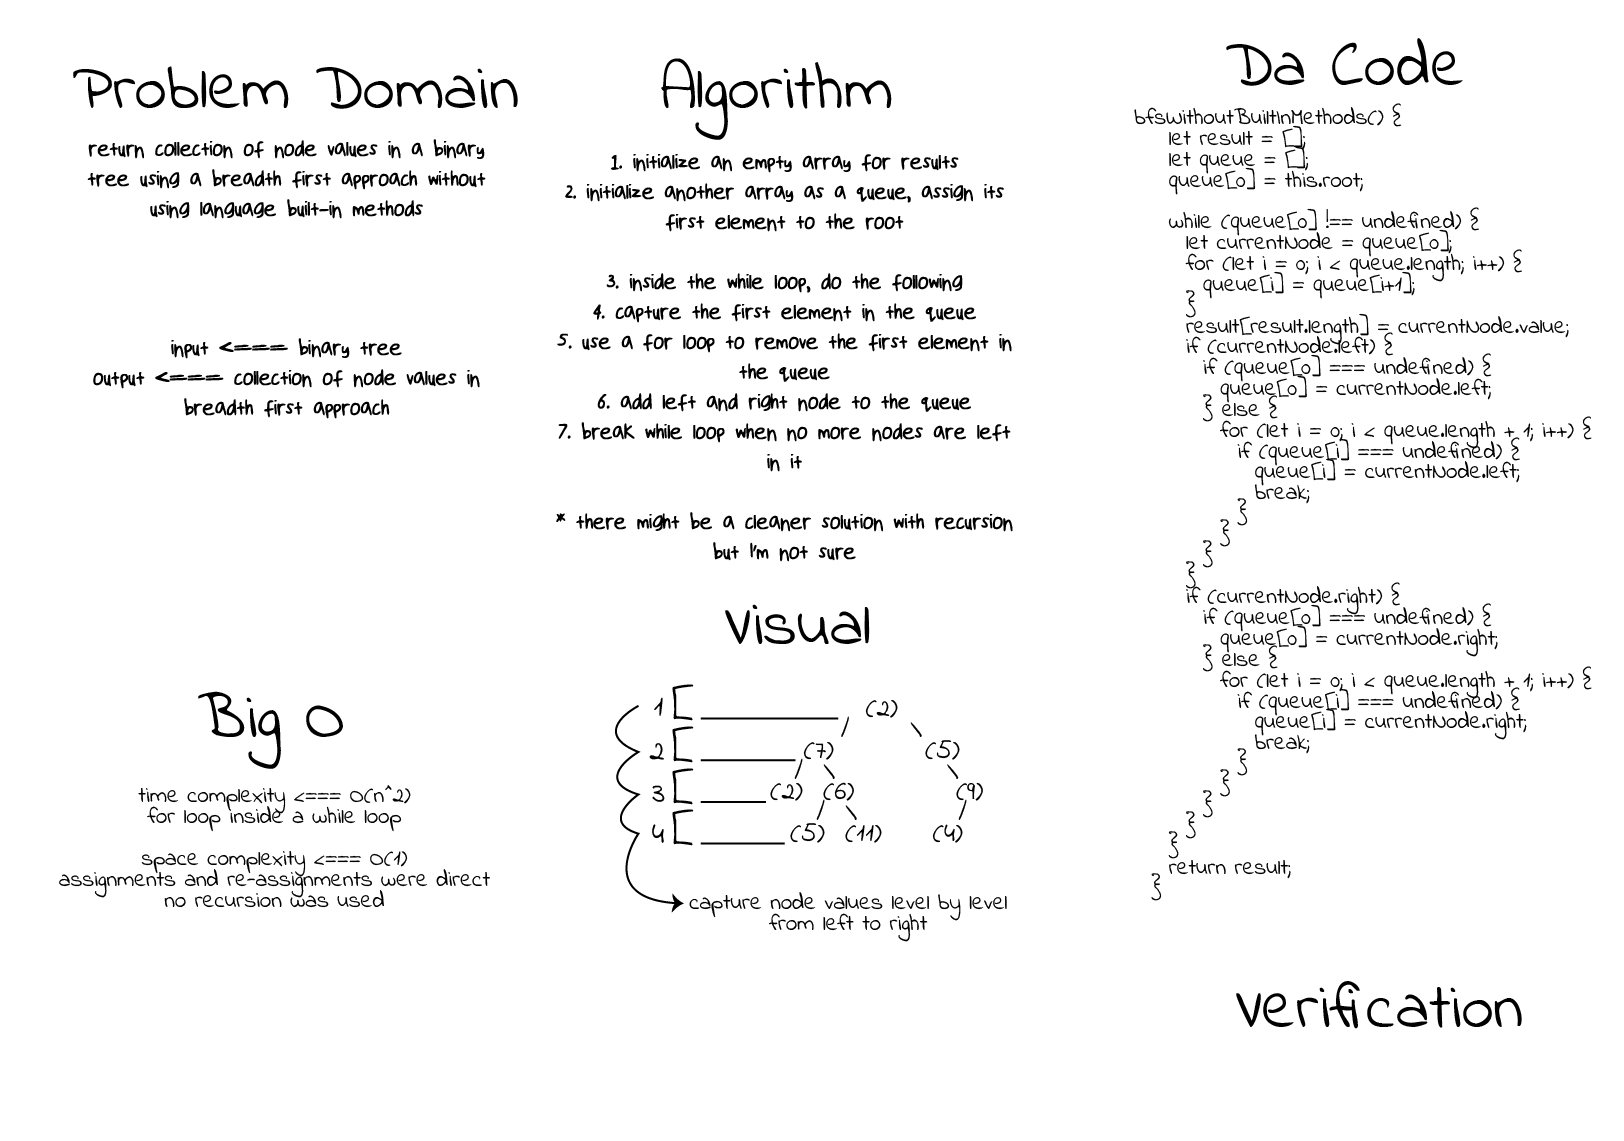 Problem Domain
return collection of node values in a binary
tree using a breadth first approach without
using language built-in methods
input <==== binary tree
output <==== collection of node values in
breadth first approach
Big O
time complexity <=== O(n^2)
for loop inside a while loop
space complexity <=== O(1)
assignments and re-assignments were direct
no recursion was used
Algorithm
1. initialize an empty array for results
2. initialize another array as a queue, assign its
first element to the root
3. inside the while loop, do the following
4. capture the first element in the queue
5. use a for loop to remove the first element in
the queue
6. add left and right node to the queue
7. break while loop when no more nodes are left
in it
* there might be a cleaner solution with recursion
but I'm not sure
Visual
1 [ (2)
2 [ (7) (5)
3 [ (2) (6) (9)
4 [ (5) (11) (4)
capture node values level by level
from left to right
Da Code
bfswithoutBuiltInMethods() {
let result = [];
let queue = [];
queue[0] = this.root;
while (queue[0] !== undefined) {
let currentNode = queue[0];
for (let i = 0; i < queue.length; i++) {
queue[i] = queue[i+1];
}
result[result.length] = currentNode.value;
if (currentNode.left) {
if (queue[0] === undefined) {
queue[0] = currentNode.left;
} else {
for (let i = 0; i < queue.length + 1; i++) {
if (queue[i] === undefined) {
queue[i] = currentNode.left;
break;
}
}
}
}
if (currentNode.right) {
if (queue[0] === undefined) {
queue[0] = currentNode.right;
} else {
for (let i = 0; i < queue.length + 1; i++) {
if (queue[i] === undefined) {
queue[i] = currentNode.right;
break;
}
}
}
}
}
return result;
}
Verification